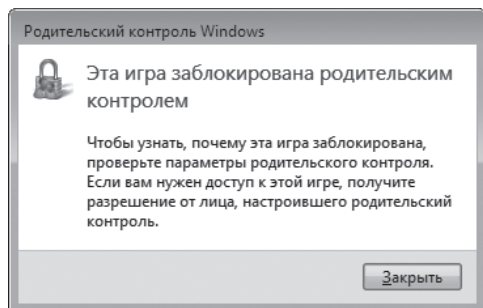 Родительский контроль Windows
Эта игра заблокирована родительским
контролем
Чтобы узнать, почему эта игра заблокирована,
проверьте параметры родительского контроля.
Если вам нужен доступ к этой игре, получите
разрешение от лица, настроившего родительский
контроль.
Закрыть